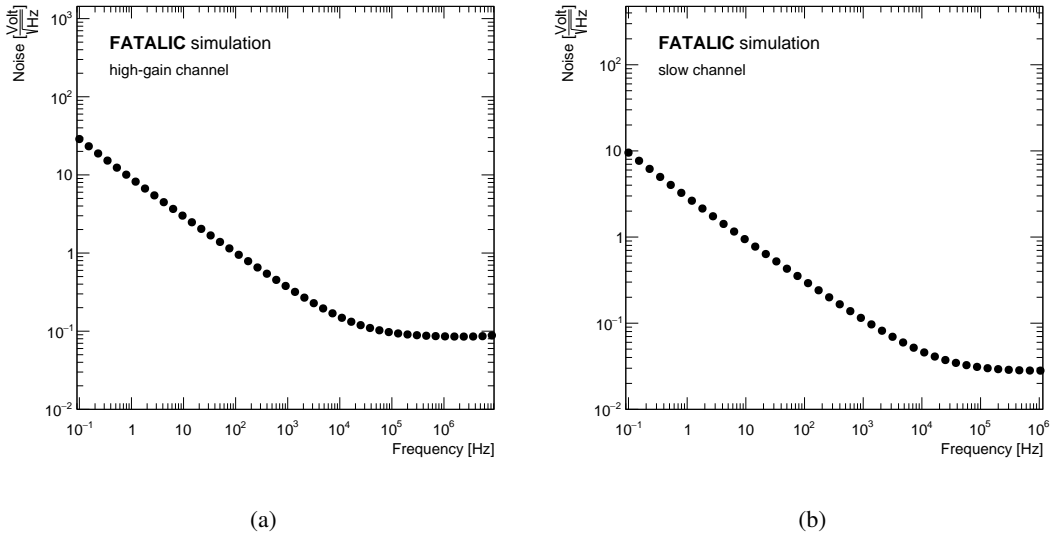 Noise [Volt/√Hz]
10³
10²
10
1
10⁻¹
10⁻²
FATALIC simulation
high-gain channel
10⁻¹ 1 10 10² 10³ 10⁴ 10⁵ 10⁶
Frequency [Hz]
(a)
Noise [Volt/√Hz]
10²
10
1
10⁻¹
10⁻²
FATALIC simulation
slow channel
10⁻¹ 1 10 10² 10³ 10⁴ 10⁵ 10⁶
Frequency [Hz]
(b)